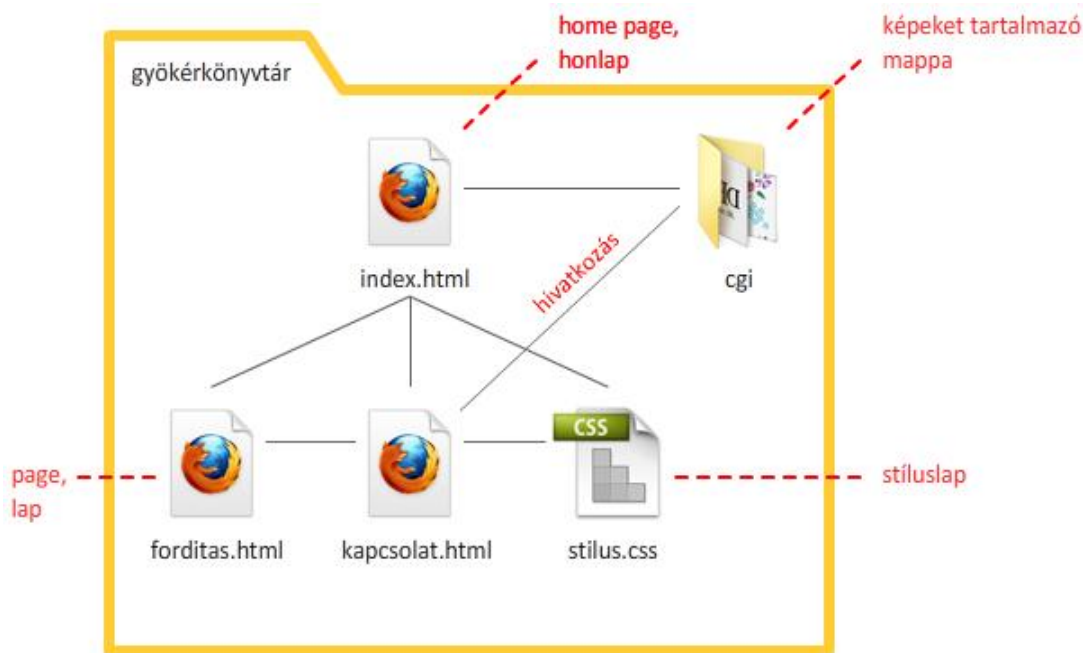 home page,
honlap
képeket tartalmazó
mappa
gyökérkönyvtár
index.html
hivatkozás
cgi
CSS
page,
lap
stíluslap
forditas.html
kapcsolat.html
stilus.css